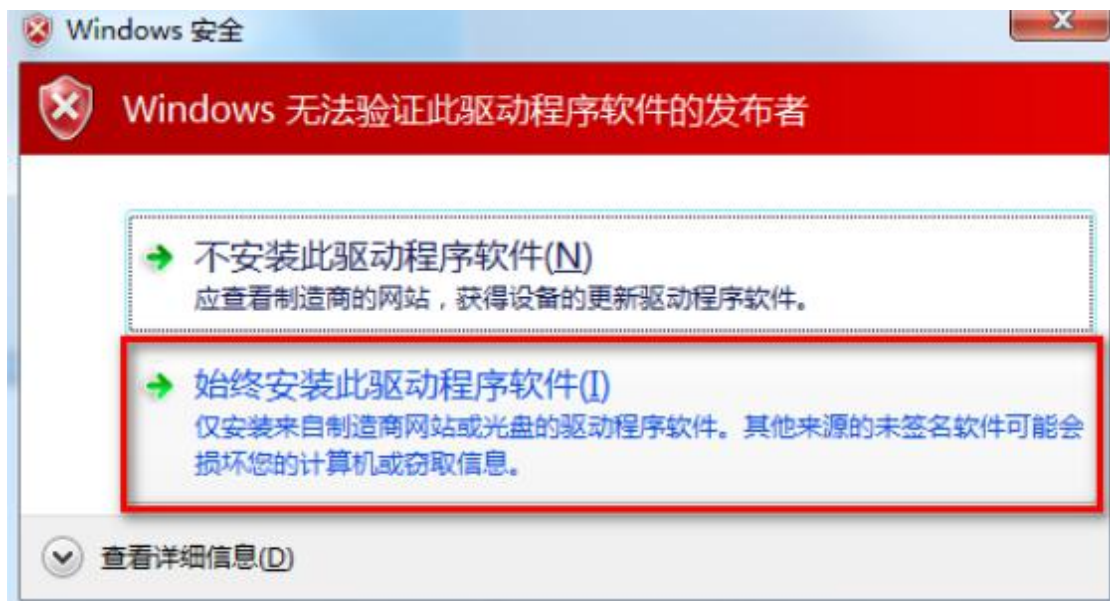 Windows 安全
Windows 无法验证此驱动程序软件的发布者
不安装此驱动程序软件(N)
应查看制造商的网站，获得设备的更新驱动程序软件。
始终安装此驱动程序软件(I)
仅安装来自制造商网站或光盘的驱动程序软件。其他来源的未签名软件可能会
损坏您的计算机或窃取信息。
查看详细信息(D)